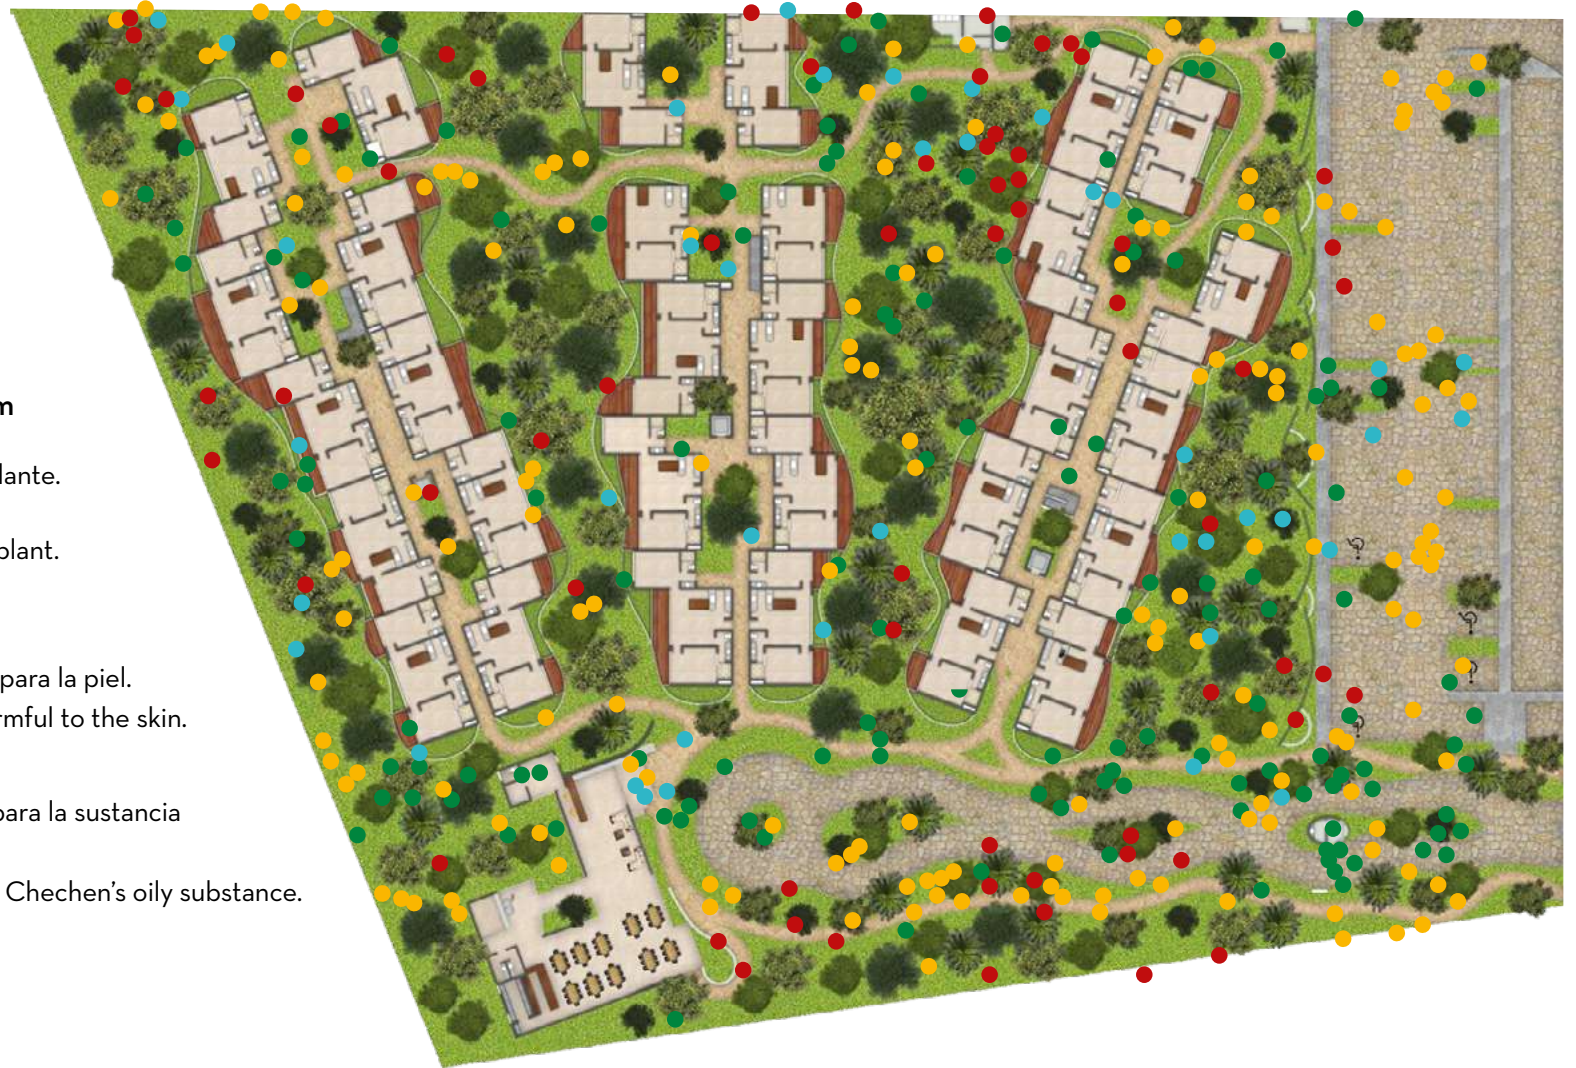 m
lante.
plant.
para la piel.
rmful to the skin.
para la sustancia
Chechen's oily substance.